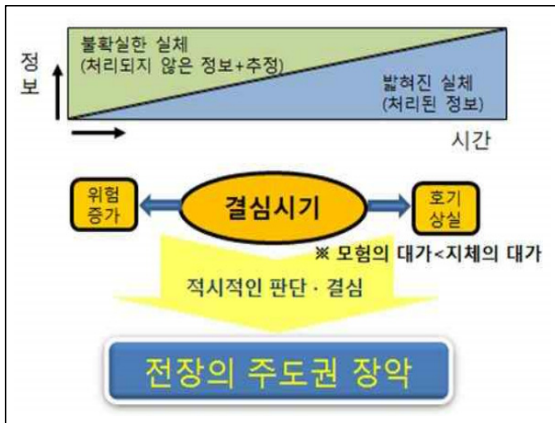 정
보
불확실한 실체
(처리되지 않은 정보+추정)
밟혀진 실체
(처리된 정보)
시간
위험
증가
결심시기
호기
상실
※ 모험의 대가<지체의 대가
적시적인 판단 · 결심
전장의 주도권 장악